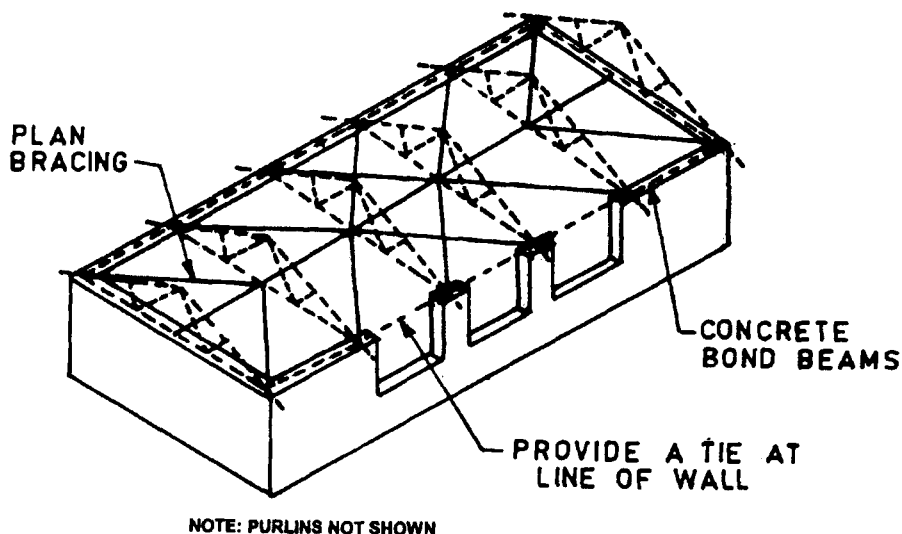 PLAN
BRACING
CONCRETE
BOND BEAMS
PROVIDE A TIE AT
LINE OF WALL
NOTE: PURLINS NOT SHOWN